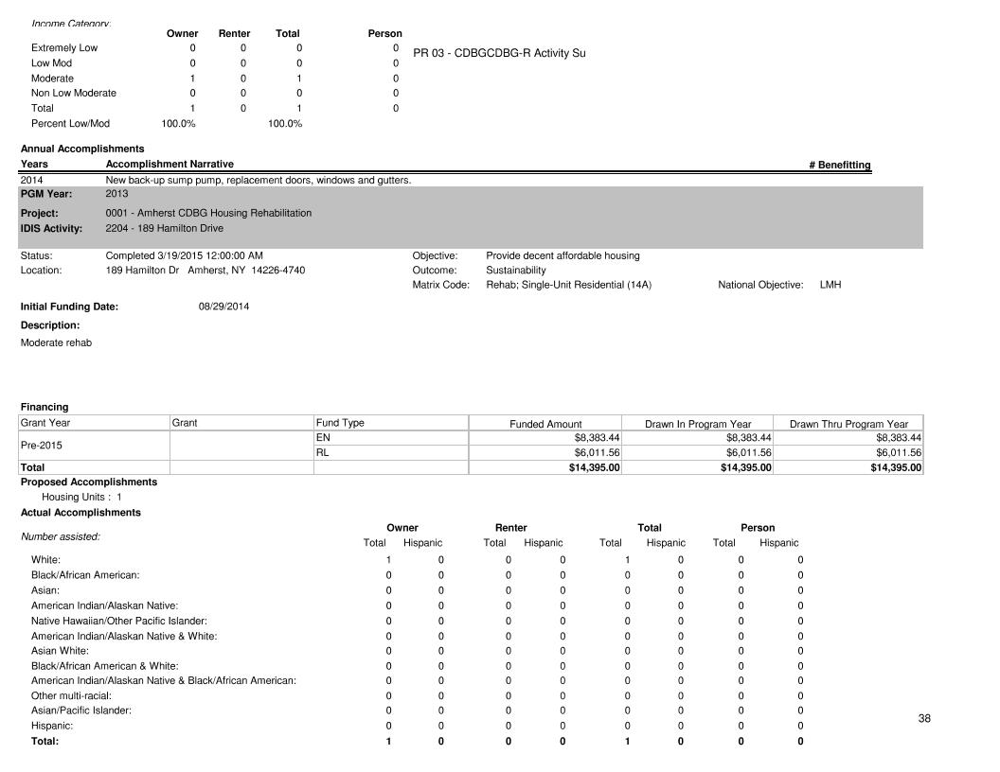 Income Category:
Owner Renter Total Person
Extremely Low 0 0 0 0
PR 03 - CDBGCDBG-R Activity Su
Low Mod 0 0 0 0
Moderate 1 0 1 0
Non Low Moderate 0 0 0 0
Total 1 0 1 0
Percent Low/Mod 100.0% 100.0%
Annual Accomplishments
Years Accomplishment Narrative # Benefitting
2014 New back-up sump pump, replacement doors, windows and gutters.
PGM Year: 2013
Project: 0001 - Amherst CDBG Housing Rehabilitation
IDIS Activity: 2204 - 189 Hamilton Drive
Status: Completed 3/19/2015 12:00:00 AM Objective: Provide decent affordable housing
Location: 189 Hamilton Dr Amherst, NY 14226-4740 Outcome: Sustainability
Matrix Code: Rehab; Single-Unit Residential (14A) National Objective: LMH
Initial Funding Date: 08/29/2014
Description:
Moderate rehab
Financing
Grant Year Grant Fund Type Funded Amount Drawn In Program Year Drawn Thru Program Year
Pre-2015 EN $8,383.44 $8,383.44 $8,383.44
RL $6,011.56 $6,011.56 $6,011.56
Total $14,395.00 $14,395.00 $14,395.00
Proposed Accomplishments
Housing Units : 1
Actual Accomplishments
Owner Renter Total Person
Number assisted:
Total Hispanic Total Hispanic Total Hispanic Total Hispanic
White: 1 0 0 0 1 0 0 0
Black/African American: 0 0 0 0 0 0 0 0
Asian: 0 0 0 0 0 0 0 0
American Indian/Alaskan Native: 0 0 0 0 0 0 0 0
Native Hawaiian/Other Pacific Islander: 0 0 0 0 0 0 0 0
American Indian/Alaskan Native & White: 0 0 0 0 0 0 0 0
Asian White: 0 0 0 0 0 0 0 0
Black/African American & White: 0 0 0 0 0 0 0 0
American Indian/Alaskan Native & Black/African American: 0 0 0 0 0 0 0 0
Other multi-racial: 0 0 0 0 0 0 0 0
Asian/Pacific Islander: 0 0 0 0 0 0 0 0
Hispanic: 0 0 0 0 0 0 0 0
Total: 1 0 0 0 1 0 0 0
38